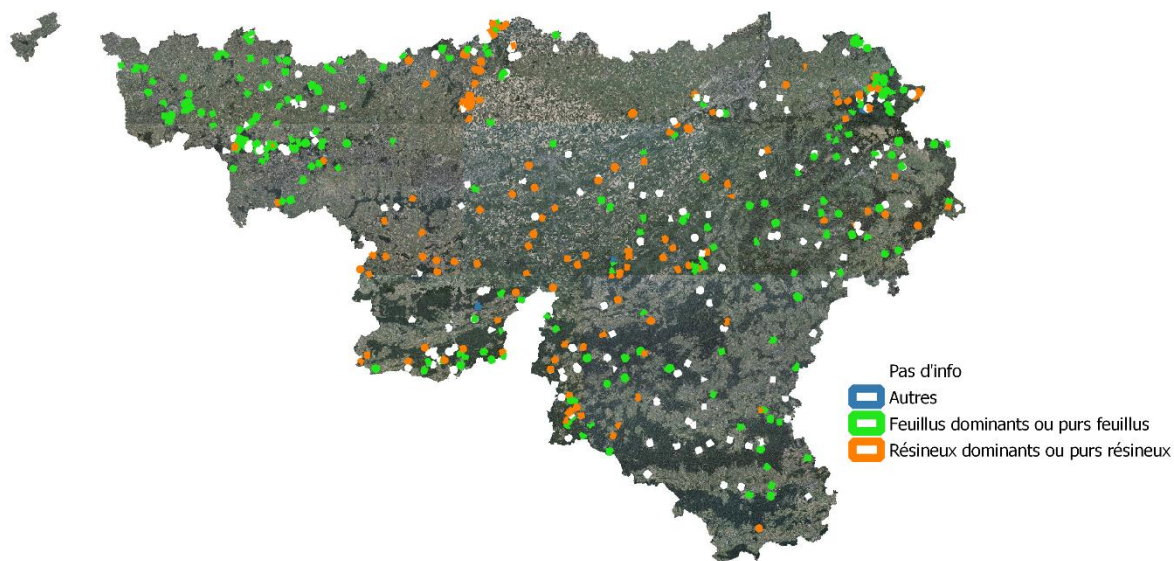 Pas d'info
Autres
Feuillus dominants ou purs feuillus
Résineux dominants ou purs résineux